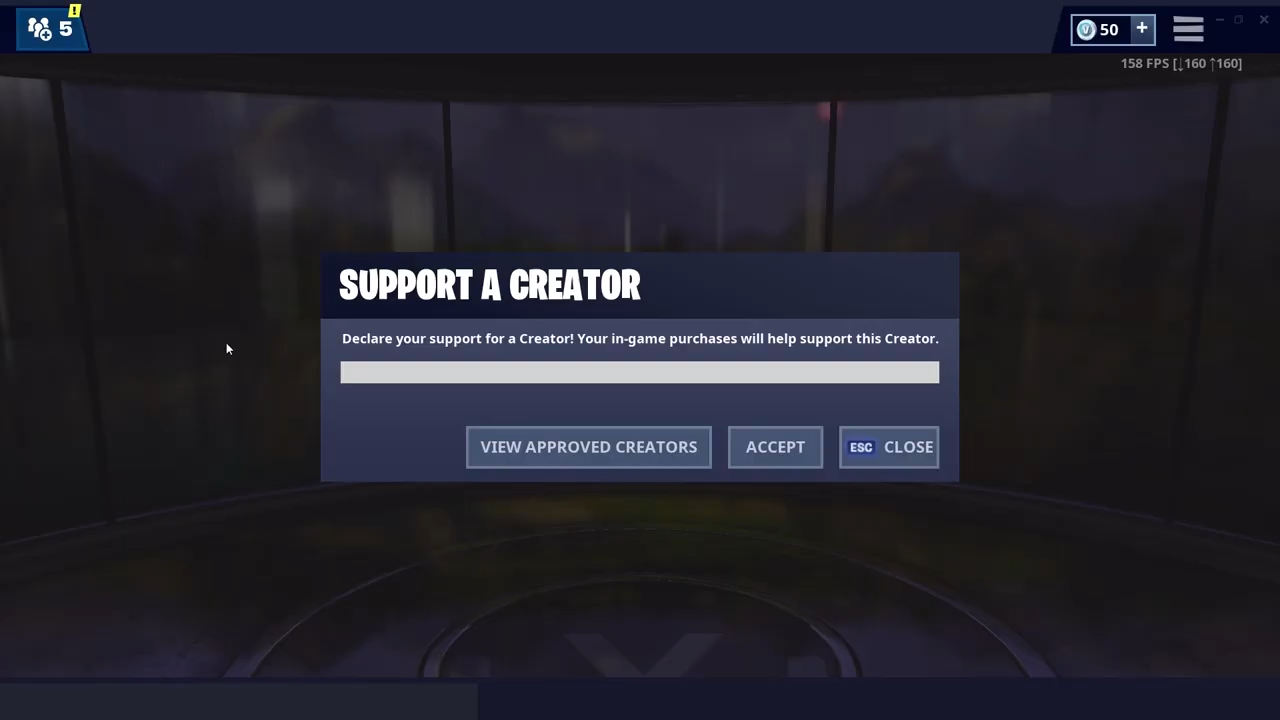 !
5
50 +
158 FPS [↓160 ↑160]
SUPPORT A CREATOR
Declare your support for a Creator! Your in-game purchases will help support this Creator.
VIEW APPROVED CREATORS ACCEPT ESC CLOSE